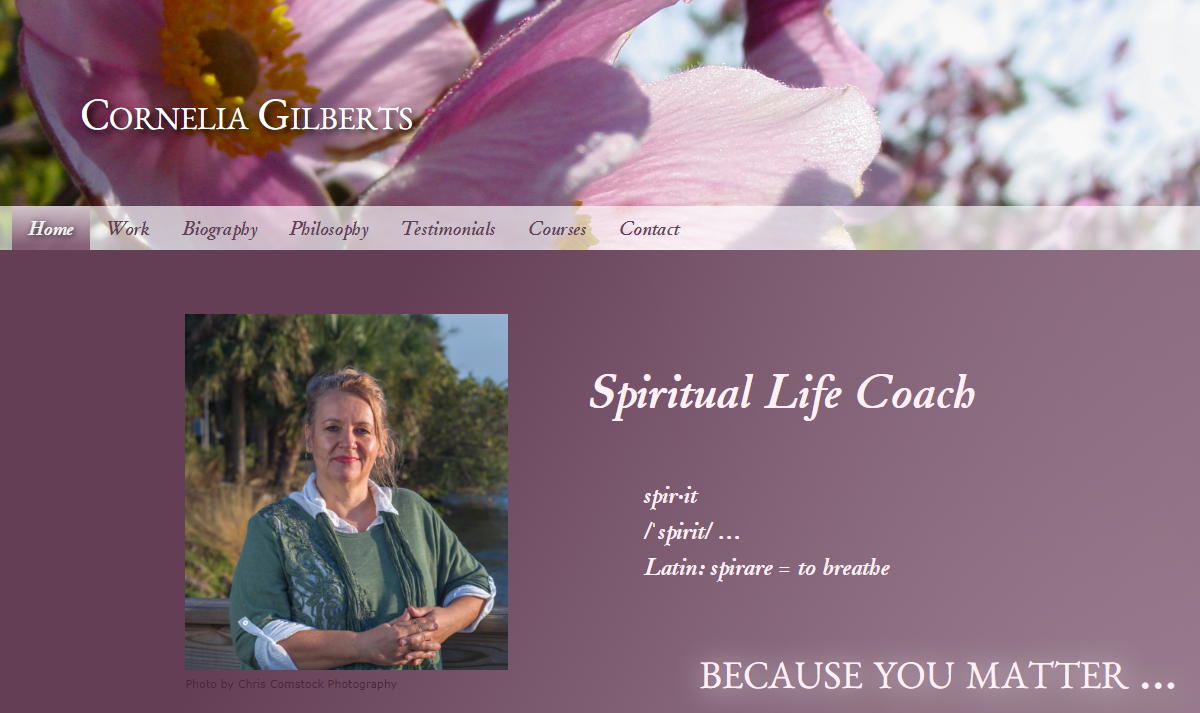 Cornelia Gilberts
Home Work Biography Philosophy Testimonials Courses Contact
Spiritual Life Coach
spir·it
/ˈspirit/ ...
Latin: spirare = to breathe
Photo by Chris Comstock Photography
BECAUSE YOU MATTER ...